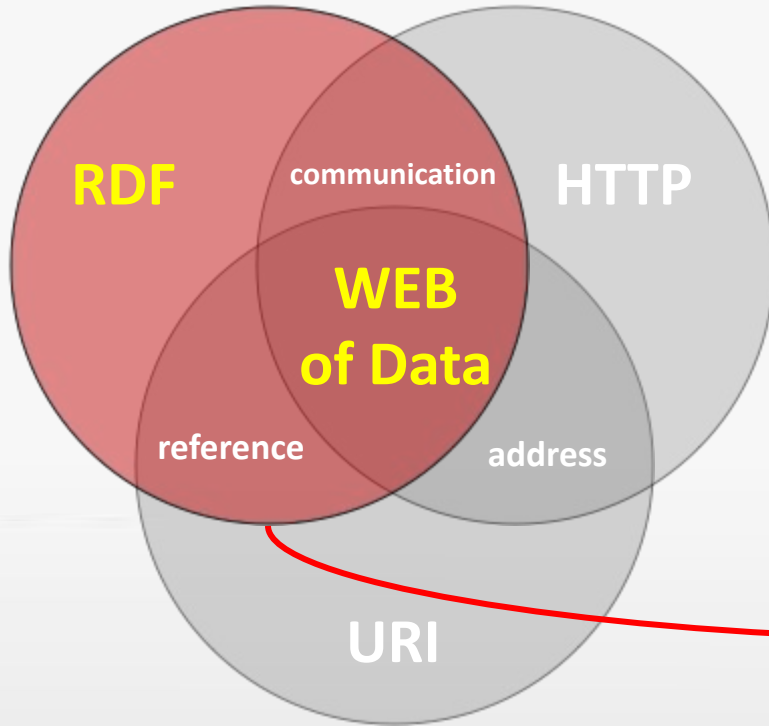 RDF
communication
HTTP
WEB
of Data
reference
address
URI